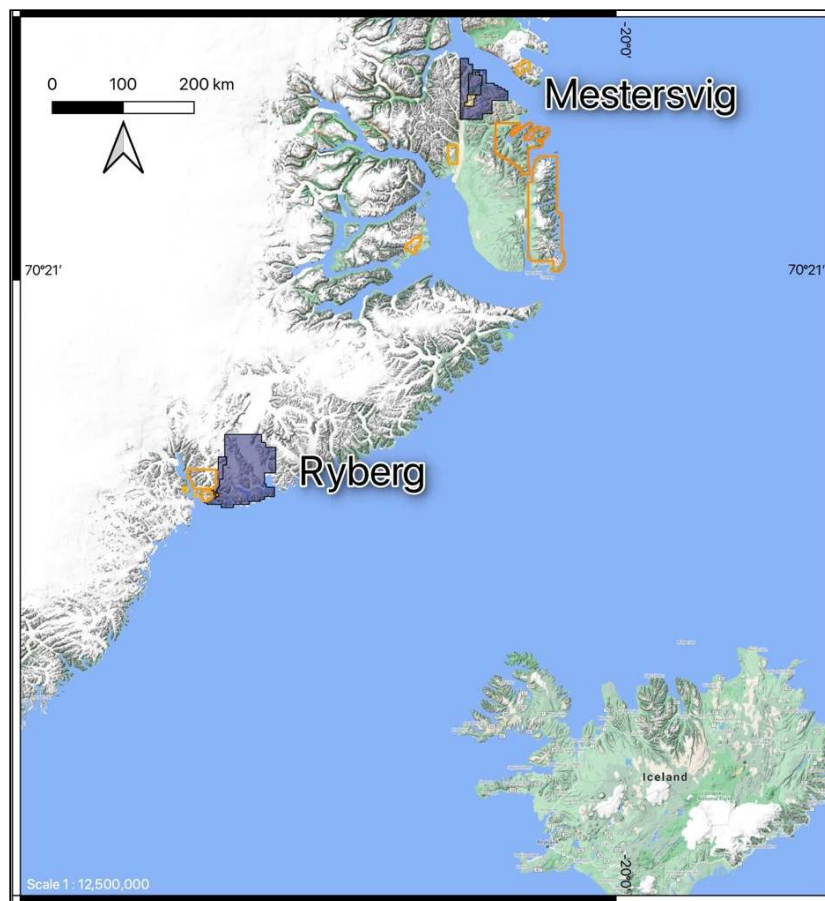 -20°0'
0 100 200 km
Mestersvig
70°21' 70°21'
Ryberg
Iceland
-20°0'
Scale 1 : 12,500,000